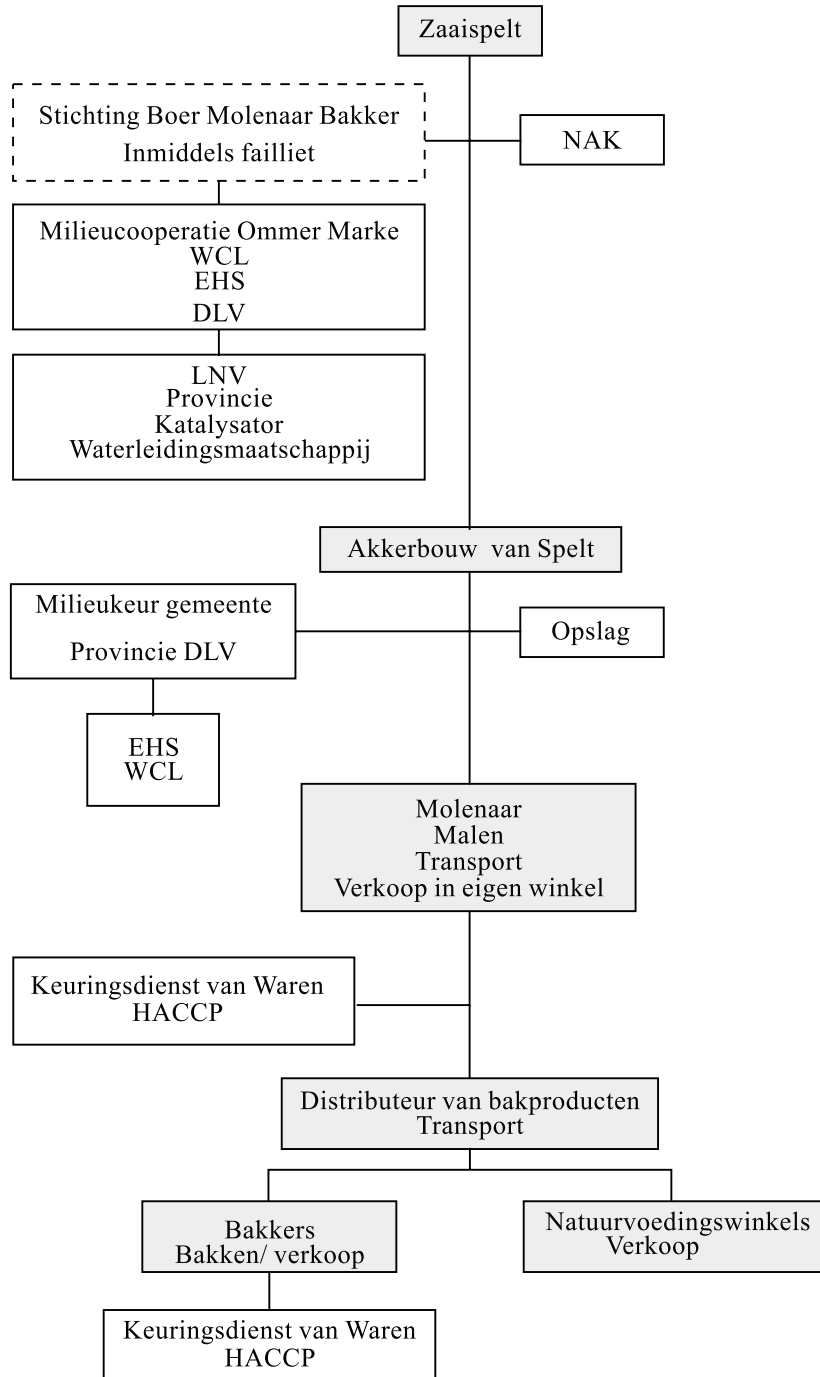 Zaaispelt
Stichting Boer Molenaar Bakker
Inmiddels failliet
NAK
Milieucooperatie Ommer Marke
WCL
EHS
DLV
LNV
Provincie
Katalysator
Waterleidingsmaatschappij
Akkerbouw van Spelt
Milieukeur gemeente
Provincie DLV
Opslag
EHS
WCL
Molenaar
Malen
Transport
Verkoop in eigen winkel
Keuringsdienst van Waren
HACCP
Distributeur van bakproducten
Transport
Bakkers
Bakken/ verkoop
Natuurvoedingswinkels
Verkoop
Keuringsdienst van Waren
HACCP